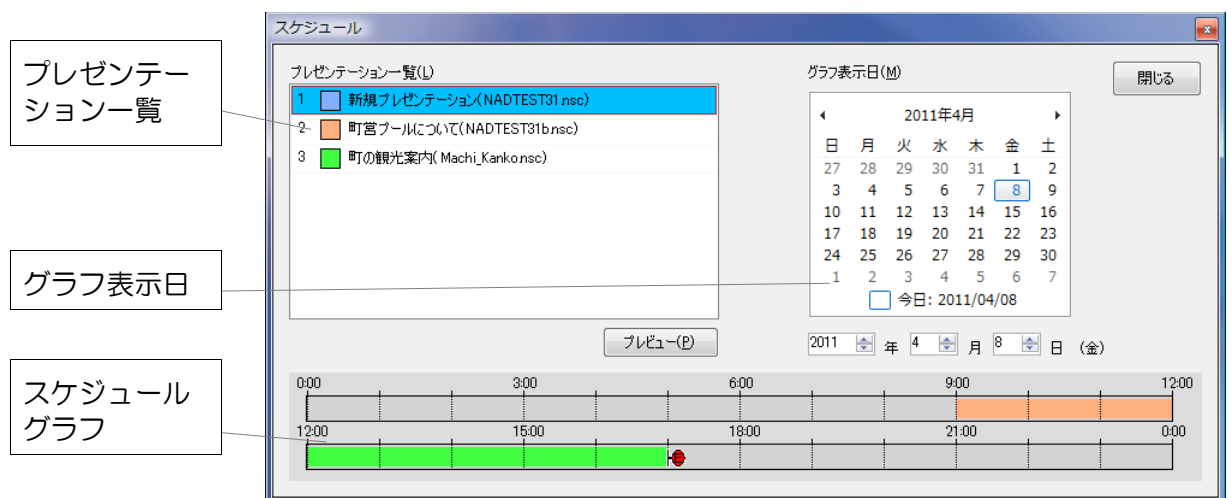 スケジュール
プレゼンテー
ション一覧
プレゼンテーション一覧(L)
1 新規プレゼンテーション(NADTEST31.nsc)
2 町営プールについて(NADTEST31b.nsc)
3 町の観光案内(Machi_Kanko.nsc)
グラフ表示日(M)
閉じる
2011年4月
日 月 火 水 木 金 土
27 28 29 30 31 1 2
3 4 5 6 7 8 9
10 11 12 13 14 15 16
17 18 19 20 21 22 23
24 25 26 27 28 29 30
1 2 3 4 5 6 7
今日: 2011/04/08
グラフ表示日
プレビュー(P)
2011 年 4 月 8 日 (金)
スケジュール
グラフ
0:00 3:00 6:00 9:00 12:00
12:00 15:00 18:00 21:00 0:00